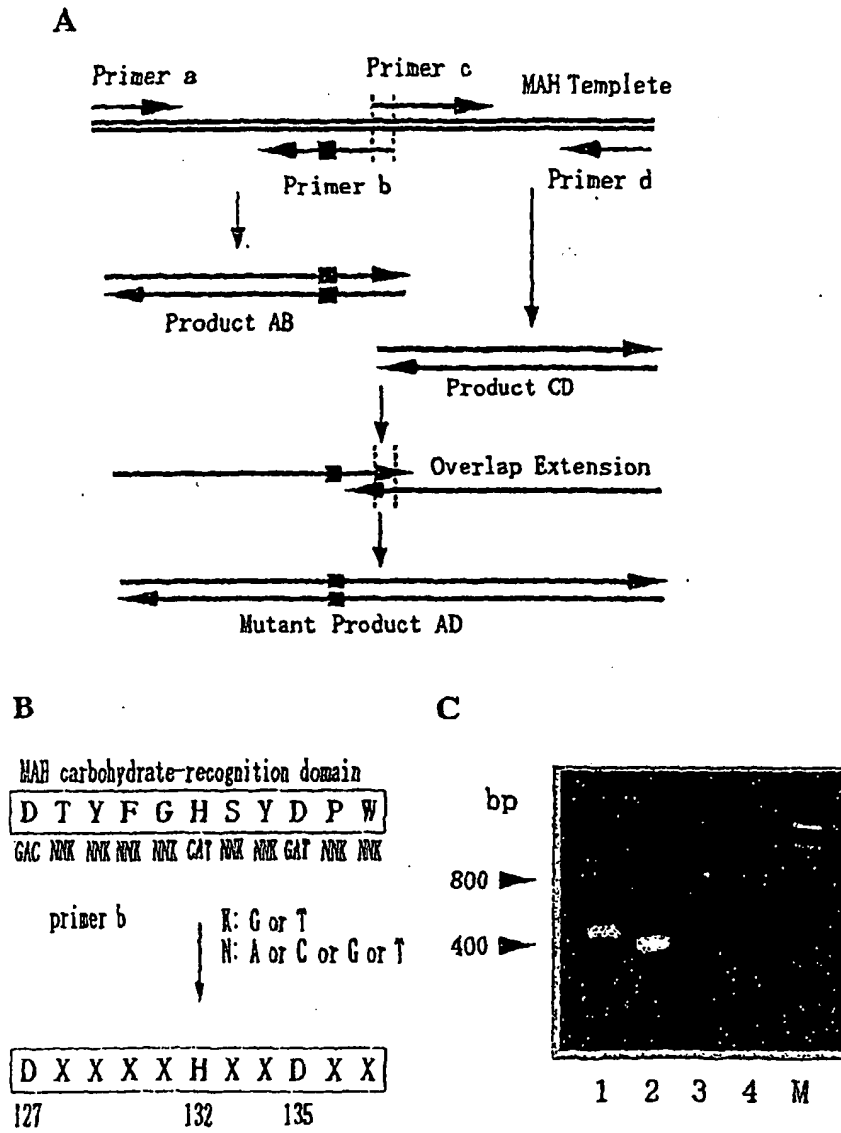 A
Primer a
Primer c
MAH Templete
Primer b
Primer d
Product AB
Product CD
Overlap Extension
Mutant Product AD
B
MAH carbohydrate-recognition domain
D T Y F G H S Y D P W
GAC NNK NNK NNK NNK CAT NNK NNK GAT NNK NNK
primer b
K: G or T
N: A or C or G or T
D X X X X H X X D X X
127 132 135
C
bp
800
400
1 2 3 4 M